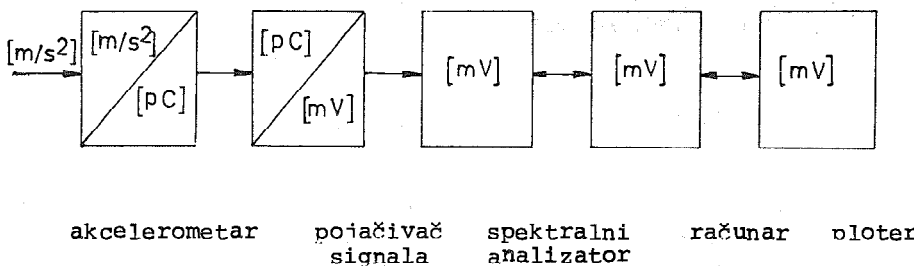 [m/s²] [m/s²] [pC] [mV] [mV] [mV]
[pC] [mV]
akcelerometar pojačivač spektralni računar ploter
signala analizator